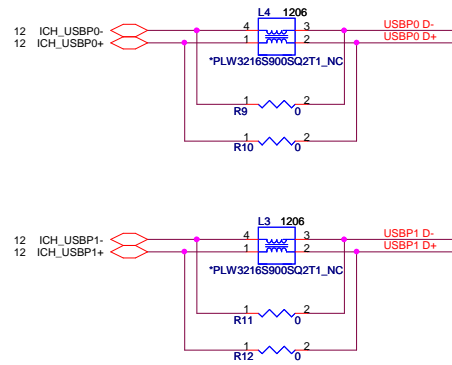 L4 1206
12 ICH_USBP0- 4 3 USBP0 D-
12 ICH_USBP0+ 1 2 USBP0 D+
*PLW3216S900SQ2T1_NC
1 2
R9 0
1 2
R10 0
L3 1206
12 ICH_USBP1- 4 3 USBP1 D-
12 ICH_USBP1+ 1 2 USBP1 D+
*PLW3216S900SQ2T1_NC
1 2
R11 0
1 2
R12 0